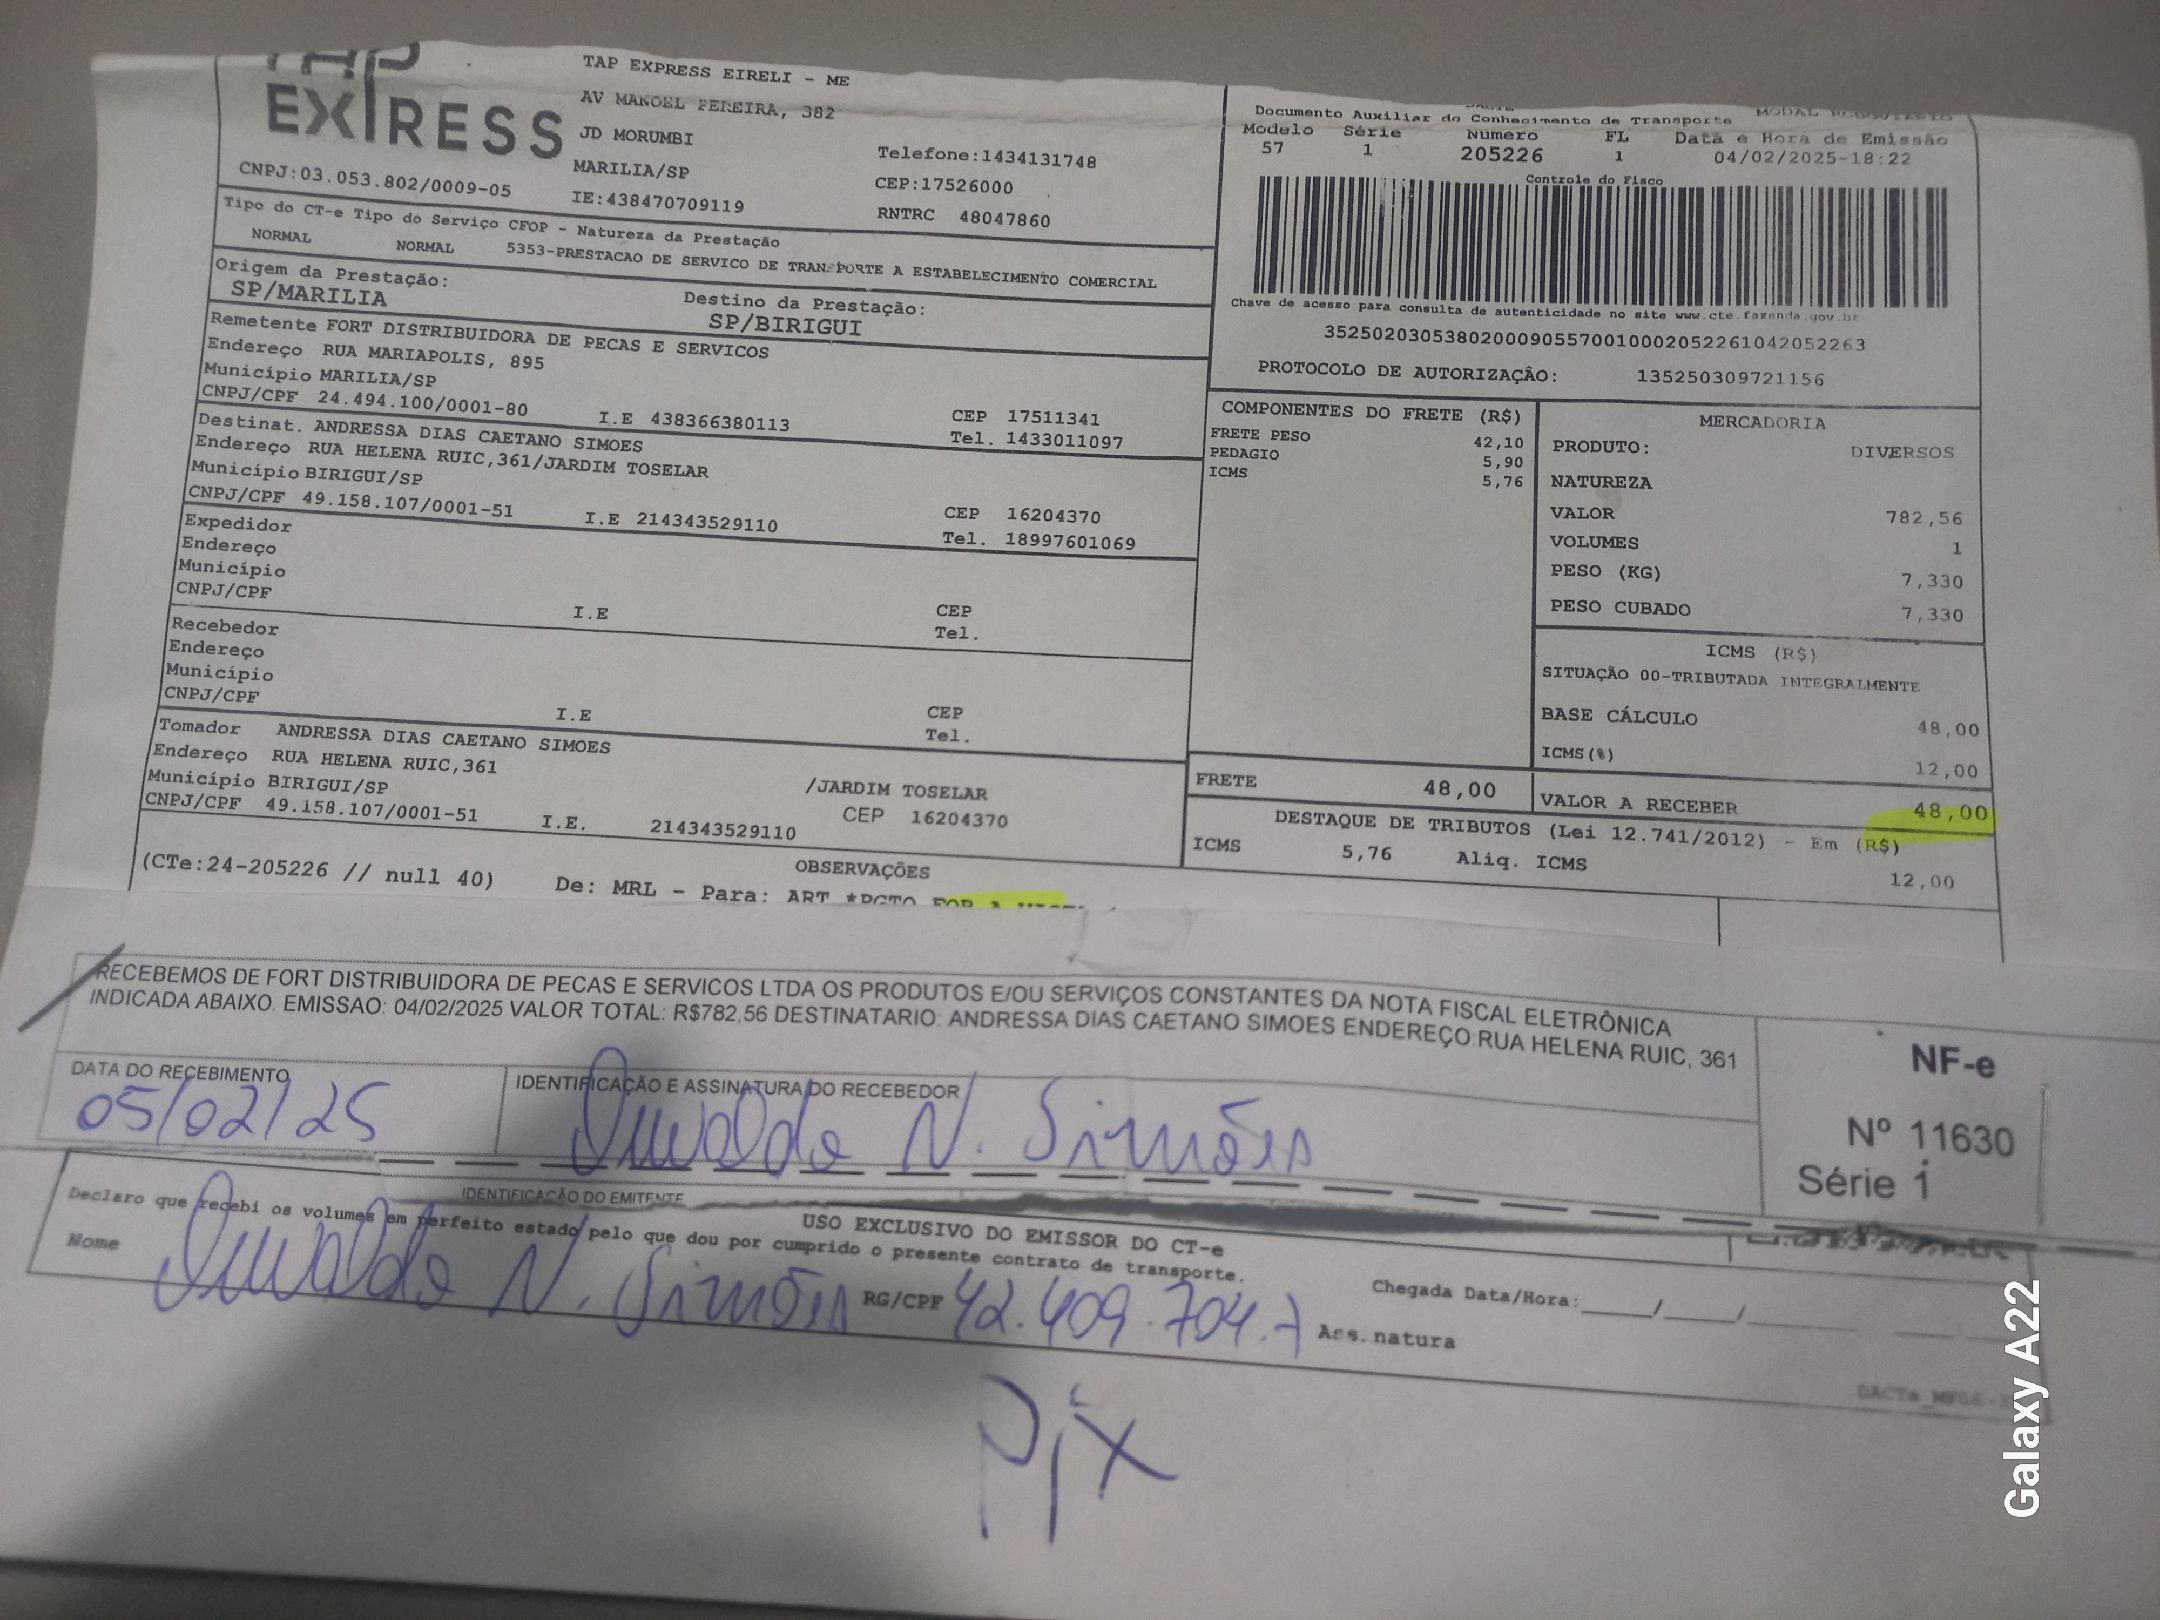 TAP EXPRESS EIRELI - ME
AV MANOEL PEREIRA, 382
EXPRESS
JD MORUMBI
MARILIA/SP
Telefone:1434131748
CNPJ:03.053.802/0009-05
CEP:17526000
IE:438470709119
RNTRC 48047860
Documento Auxiliar do Conhecimento de Transporte
Modelo Série Número FL Data e Hora de Emissão
57 1 205226 1 04/02/2025-18:22
Controle do Fisco
Chave de acesso para consulta de autenticidade no site www.cte.fazenda.gov.br
35250203053802000905570010002052261042052263
PROTOCOLO DE AUTORIZAÇÂO: 135250309721156
Tipo do CT-e Tipo do Serviço CFOP - Natureza da Prestação
NORMAL NORMAL 5353-PRESTACAO DE SERVICO DE TRANSPORTE A ESTABELECIMENTO COMERCIAL
Origem da Prestação: Destino da Prestação:
SP/MARILIA SP/BIRIGUI
Remetente FORT DISTRIBUIDORA DE PECAS E SERVICOS
Endereço RUA MARIAPOLIS, 895
Município MARILIA/SP
CEP 17511341
CNPJ/CPF 24.494.100/0001-80 I.E 438366380113 Tel. 1433011097
Destinat. ANDRESSA DIAS CAETANO SIMOES
Endereço RUA HELENA RUIC,361/JARDIM TOSELAR
Município BIRIGUI/SP
CEP 16204370
CNPJ/CPF 49.158.107/0001-51 I.E 214343529110 Tel. 18997601069
Expedidor
Endereço
Município
CEP
CNPJ/CPF I.E Tel.
Recebedor
Endereço
Município
CEP
CNPJ/CPF I.E Tel.
Tomador ANDRESSA DIAS CAETANO SIMOES
Endereço RUA HELENA RUIC,361 /JARDIM TOSELAR
Município BIRIGUI/SP CEP 16204370
CNPJ/CPF 49.158.107/0001-51 I.E. 214343529110
COMPONENTES DO FRETE (R$)
FRETE PESO 42,10
PEDAGIO 5,90
ICMS 5,76
MERCADORIA
PRODUTO: DIVERSOS
NATUREZA
VALOR 782,56
VOLUMES 1
PESO (KG) 7,330
PESO CUBADO 7,330
ICMS (R$)
SITUAÇÃO 00-TRIBUTADA INTEGRALMENTE
BASE CÁLCULO 48,00
ICMS(%) 12,00
FRETE 48,00 VALOR A RECEBER 48,00
DESTAQUE DE TRIBUTOS (Lei 12.741/2012) - Em (R$)
ICMS 5,76 Aliq. ICMS 12,00
OBSERVAÇÕES
(CTe:24-205226 // null 40) De: MRL - Para: ART *PGTO FOR A
RECEBEMOS DE FORT DISTRIBUIDORA DE PECAS E SERVICOS LTDA OS PRODUTOS E/OU SERVIÇOS CONSTANTES DA NOTA FISCAL ELETRÔNICA
INDICADA ABAIXO. EMISSAO: 04/02/2025 VALOR TOTAL: R$782,56 DESTINATARIO: ANDRESSA DIAS CAETANO SIMOES ENDEREÇO:RUA HELENA RUIC, 361
NF-e
Nº 11630
Série 1
DATA DO RECEBIMENTO IDENTIFICAÇÃO E ASSINATURA DO RECEBEDOR
05/02/25 N. Simões
IDENTIFICAÇÃO DO EMITENTE
USO EXCLUSIVO DO EMISSOR DO CT-e
Declaro que recebi os volumes em perfeito estado pelo que dou por cumprido o presente contrato de transporte.
Nome N. Simões RG/CPF 42.409.704.7 Assinatura
Chegada Data/Hora:_____/____/
Pix
Galaxy A22